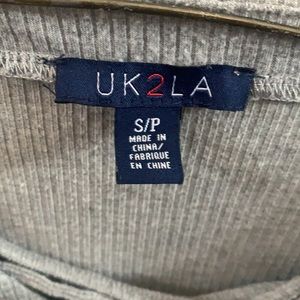 UK2LA
S/P
MADE IN
CHINA/
FABRIQUE
EN CHINE